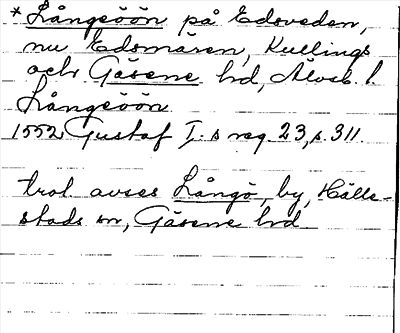 * Långeöön på Edsveden,
nu Edsmären, Kullings
och Gäsene hd, Älvsb. l.
Långeöön
1552 Gustaf I:s reg. 23, s. 311.
trol avses Långö, by, Hälle-
stads sn, Gäsene hd